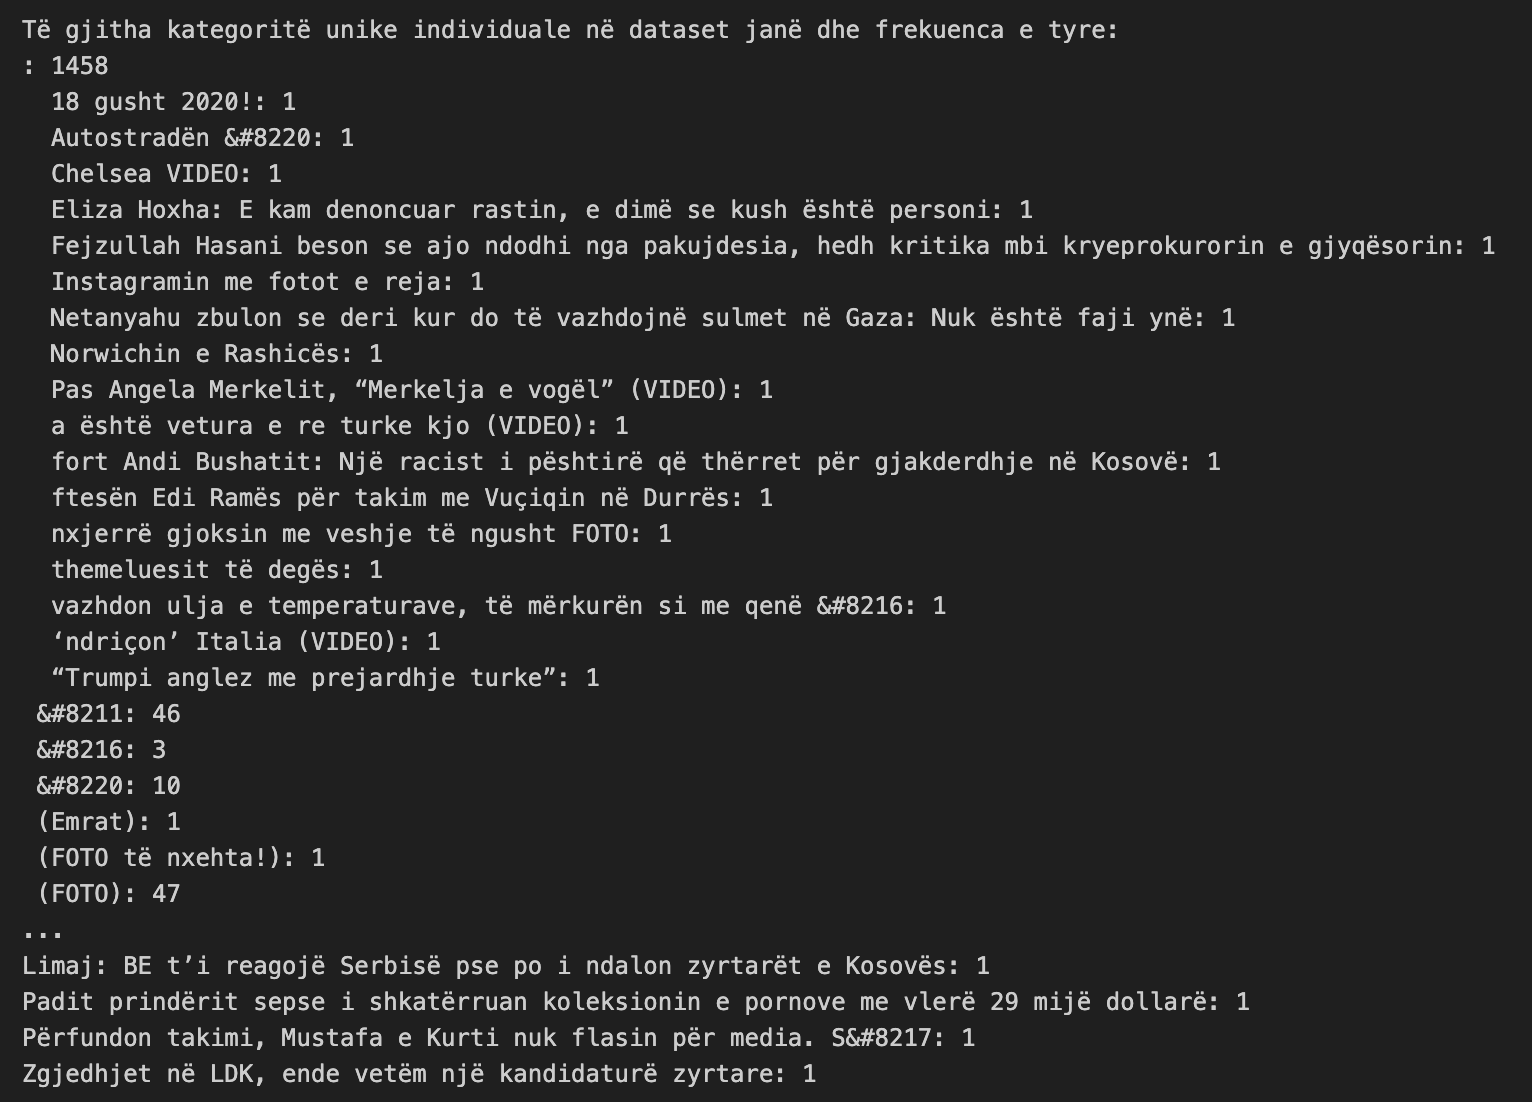 Të gjitha kategoritë unike individuale në dataset janë dhe frekuenca e tyre:
: 1458
18 gusht 2020!: 1
Autostradën &#8220: 1
Chelsea VIDEO: 1
Eliza Hoxha: E kam denoncuar rastin, e dimë se kush është personi: 1
Fejzullah Hasani beson se ajo ndodhi nga pakujdesia, hedh kritika mbi kryeprokurorin e gjyqësorin: 1
Instagramin me fotot e reja: 1
Netanyahu zbulon se deri kur do të vazhdojnë sulmet në Gaza: Nuk është faji ynë: 1
Norwichin e Rashicës: 1
Pas Angela Merkelit, “Merkelja e vogël” (VIDEO): 1
a është vetura e re turke kjo (VIDEO): 1
fort Andi Bushatit: Një racist i pështirë që thërret për gjakderdhje në Kosovë: 1
ftesën Edi Ramës për takim me Vuçiqin në Durrës: 1
nxjerrë gjoksin me veshje të ngusht FOTO: 1
themeluesit të degës: 1
vazhdon ulja e temperaturave, të mërkurën si me qenë &#8216: 1
‘ndriçon’ Italia (VIDEO): 1
“Trumpi anglez me prejardhje turke”: 1
&#8211: 46
&#8216: 3
&#8220: 10
(Emrat): 1
(FOTO të nxehta!): 1
(FOTO): 47
...
Limaj: BE t’i reagojë Serbisë pse po i ndalon zyrtarët e Kosovës: 1
Padit prindërit sepse i shkatërruan koleksionin e pornove me vlerë 29 mijë dollarë: 1
Përfundon takimi, Mustafa e Kurti nuk flasin për media. S&#8217: 1
Zgjedhjet në LDK, ende vetëm një kandidaturë zyrtare: 1